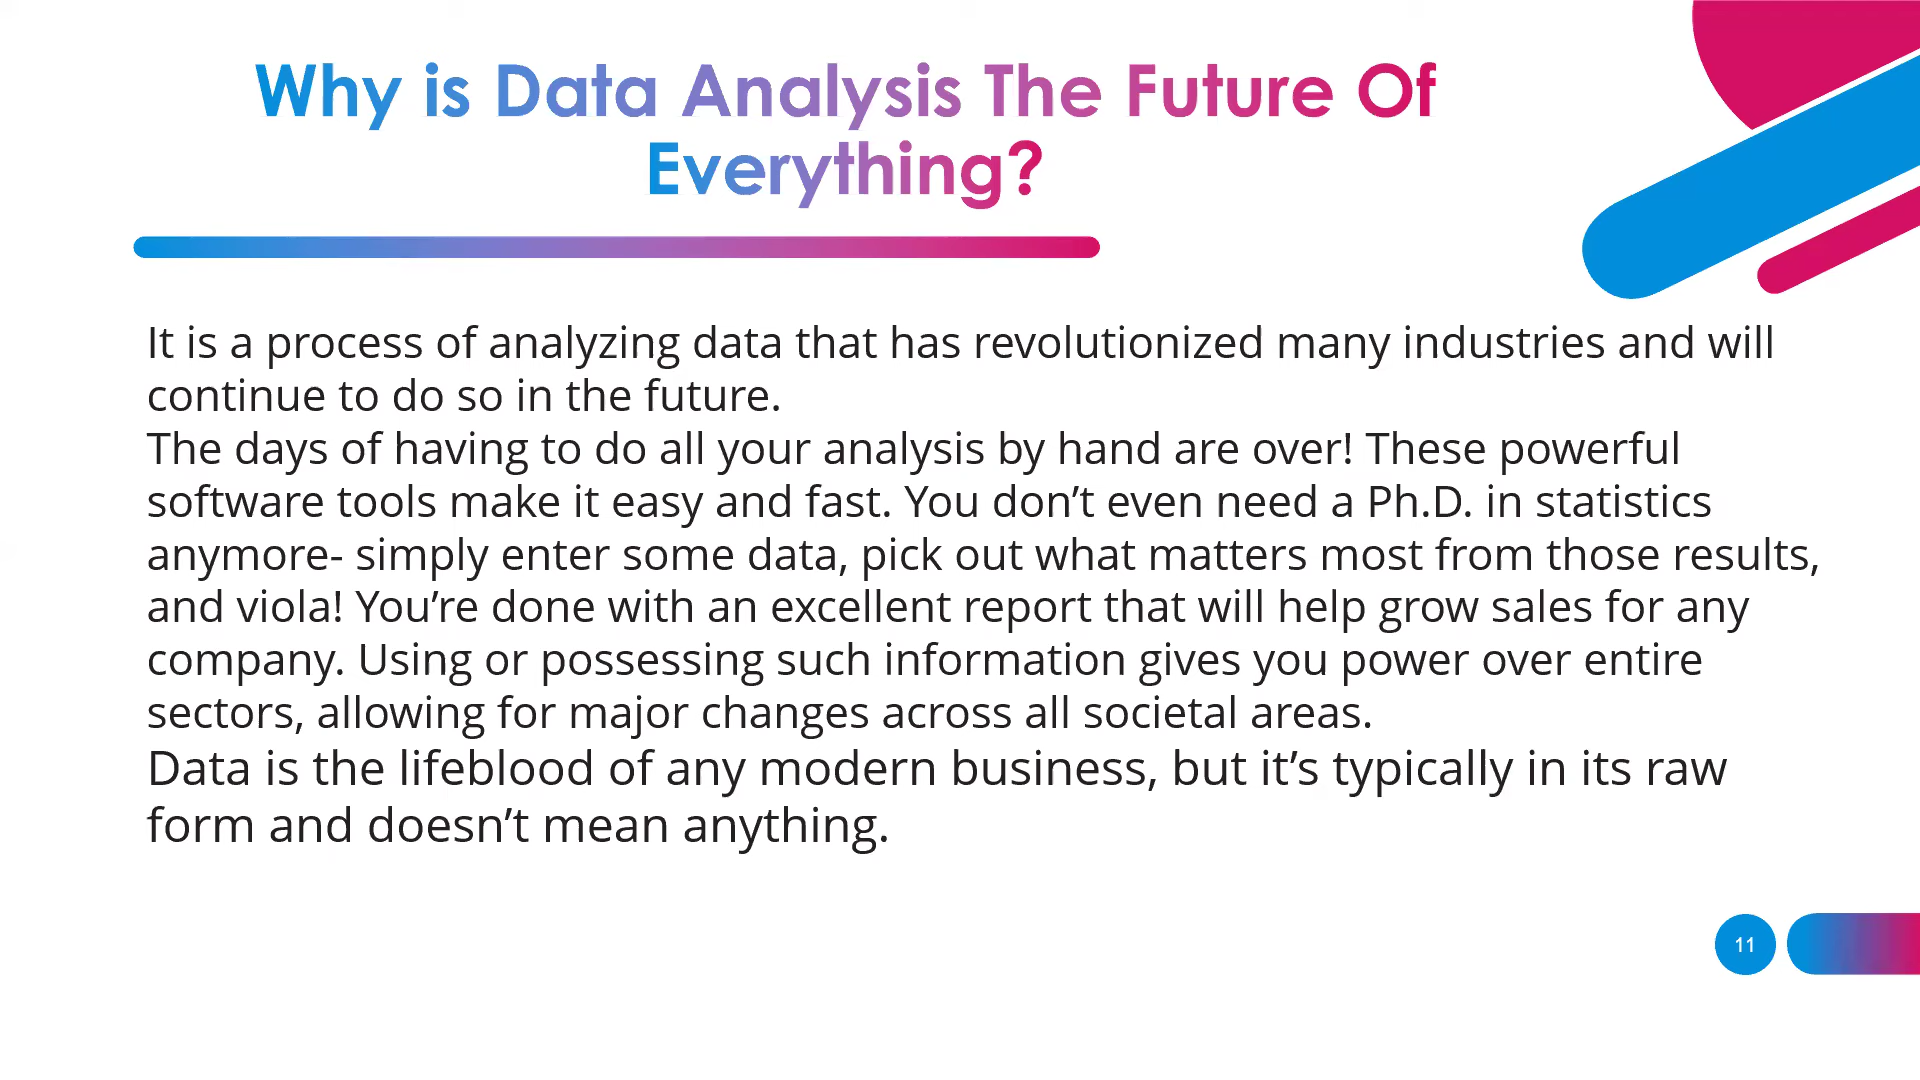 Why is Data Analysis The Future Of
Everything?
It is a process of analyzing data that has revolutionized many industries and will
continue to do so in the future.
The days of having to do all your analysis by hand are over! These powerful
software tools make it easy and fast. You don’t even need a Ph.D. in statistics
anymore- simply enter some data, pick out what matters most from those results,
and viola! You’re done with an excellent report that will help grow sales for any
company. Using or possessing such information gives you power over entire
sectors, allowing for major changes across all societal areas.
Data is the lifeblood of any modern business, but it’s typically in its raw
form and doesn’t mean anything.
11